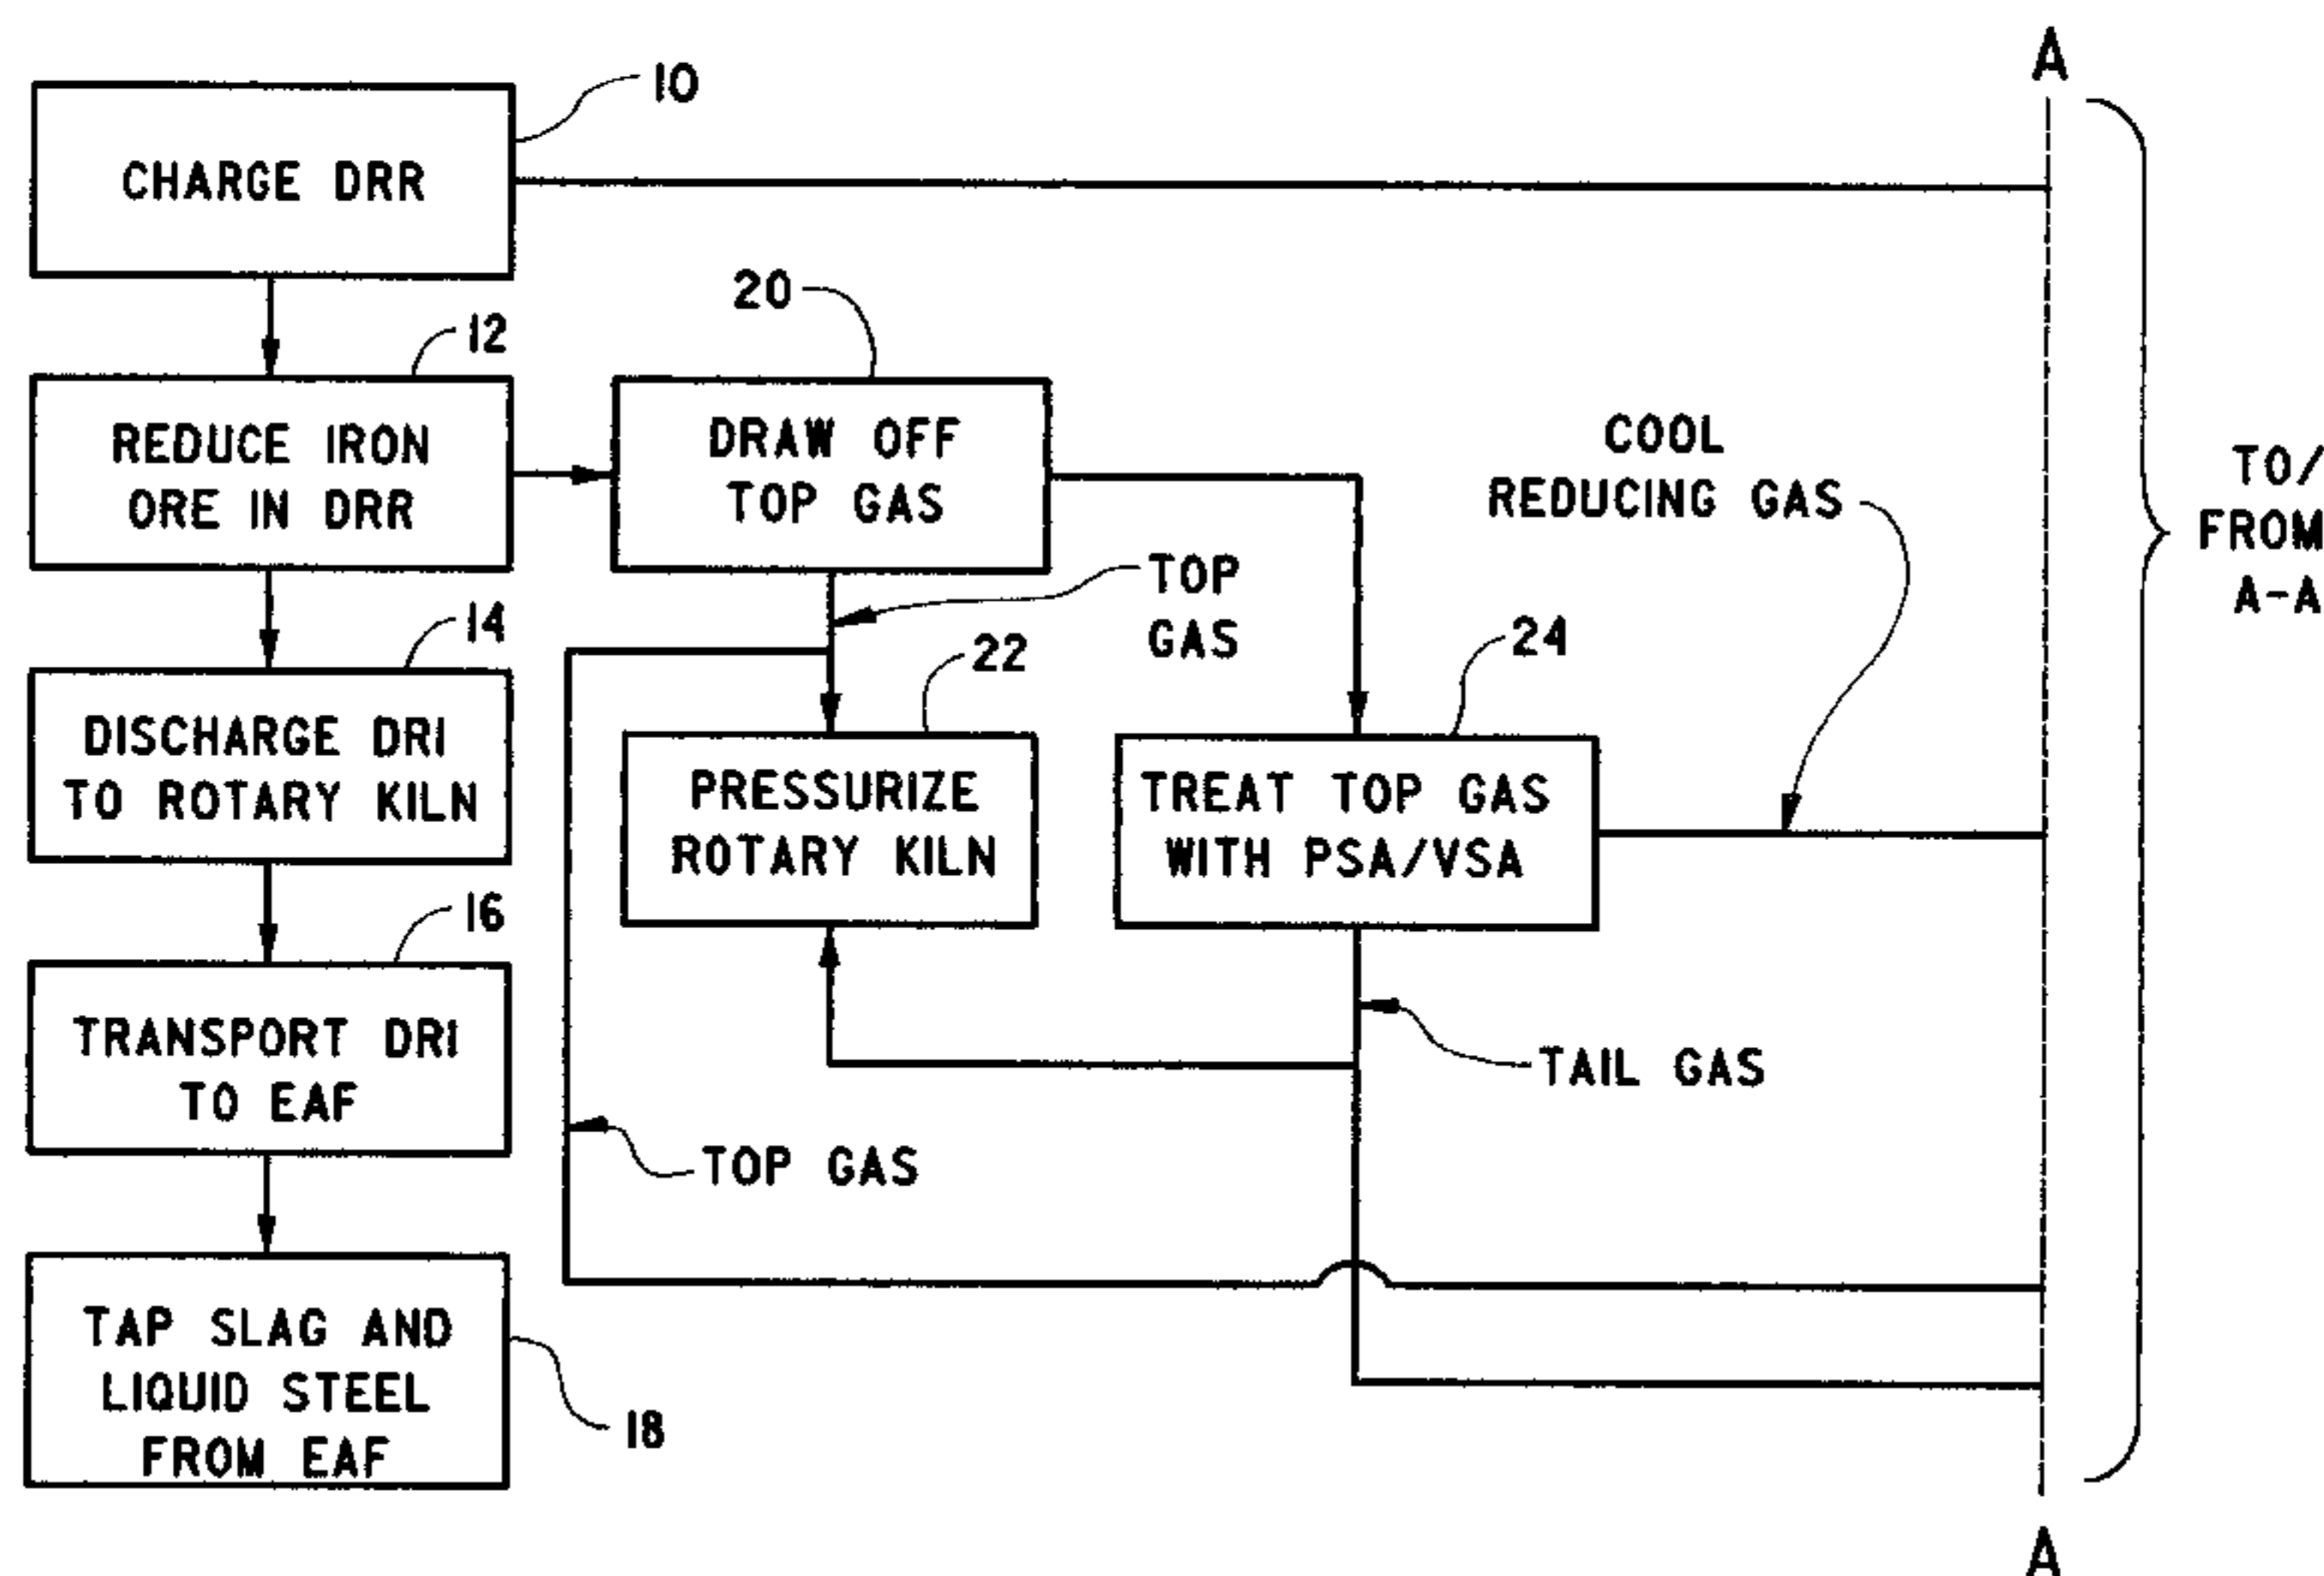 A
10
CHARGE DRR
20
12
REDUCE IRON
ORE IN DRR
DRAW OFF
TOP GAS
COOL
REDUCING GAS
TO/
FROM
A-A
TOP
GAS
14
22
24
DISCHARGE DRI
TO ROTARY KILN
PRESSURIZE
ROTARY KILN
TREAT TOP GAS
WITH PSA/VSA
16
TRANSPORT DRI
TO EAF
TAIL GAS
TOP GAS
TAP SLAG AND
LIQUID STEEL
FROM EAF
18
A